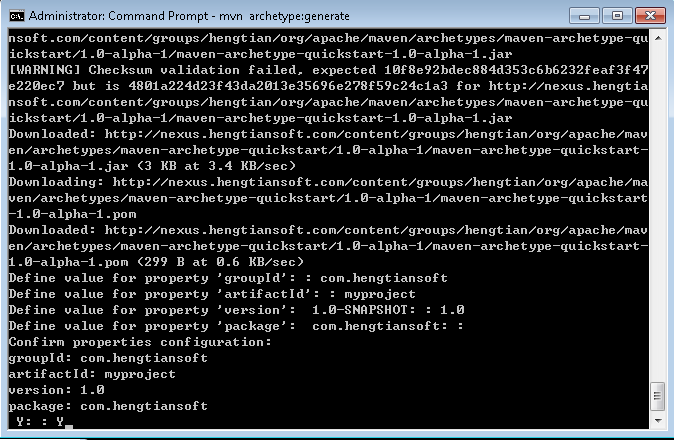 Administrator: Command Prompt - mvn archetype:generate
nsoft.com/content/groups/hengtian/org/apache/maven/archetypes/maven-archetype-qu
ickstart/1.0-alpha-1/maven-archetype-quickstart-1.0-alpha-1.jar
[WARNING] Checksum validation failed, expected 10f8e92bdec884d353c6b6232feaf3f47
e220ec7 but is 4801a224d23f43da2013e35696e278f59c24c1a3 for http://nexus.hengtia
nsoft.com/content/groups/hengtian/org/apache/maven/archetypes/maven-archetype-qu
ickstart/1.0-alpha-1/maven-archetype-quickstart-1.0-alpha-1.jar
Downloaded: http://nexus.hengtiansoft.com/content/groups/hengtian/org/apache/mav
en/archetypes/maven-archetype-quickstart/1.0-alpha-1/maven-archetype-quickstart-
1.0-alpha-1.jar (3 KB at 3.4 KB/sec)
Downloading: http://nexus.hengtiansoft.com/content/groups/hengtian/org/apache/ma
ven/archetypes/maven-archetype-quickstart/1.0-alpha-1/maven-archetype-quickstart
-1.0-alpha-1.pom
Downloaded: http://nexus.hengtiansoft.com/content/groups/hengtian/org/apache/mav
en/archetypes/maven-archetype-quickstart/1.0-alpha-1/maven-archetype-quickstart-
1.0-alpha-1.pom (299 B at 0.6 KB/sec)
Define value for property 'groupId': : com.hengtiansoft
Define value for property 'artifactId': : myproject
Define value for property 'version':  1.0-SNAPSHOT: : 1.0
Define value for property 'package':  com.hengtiansoft: :
Confirm properties configuration:
groupId: com.hengtiansoft
artifactId: myproject
version: 1.0
package: com.hengtiansoft
 Y: : Y